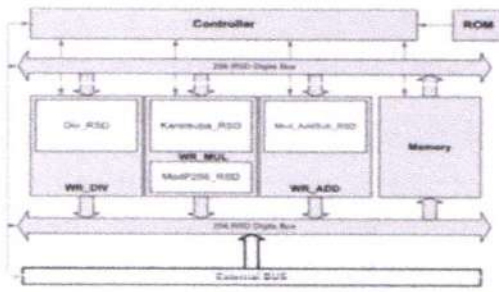 Controller
ROM
256 RSD Digits Bus
Div_RSD
Karatsuba_RSD
Mod_AddSub_RSD
WR_MUL
ModP256_RSD
Memory
WR_DIV
WR_ADD
256 RSD Digits Bus
External BUS